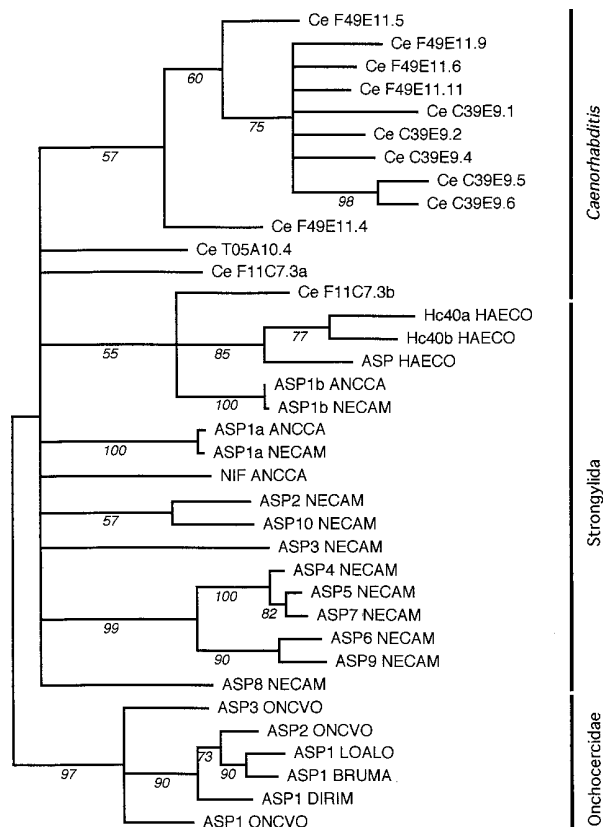 Ce F49E11.5
Ce F49E11.9
60
Ce F49E11.6
Ce F49E11.11
Ce C39E9.1
75
Ce C39E9.2
57
Ce C39E9.4
Ce C39E9.5
98
Ce C39E9.6
Ce F49E11.4
Ce T05A10.4
Ce F11C7.3a
Caenorhabditis
Ce F11C7.3b
Hc40a HAECO
77
Hc40b HAECO
55
85
ASP HAECO
ASP1b ANCCA
100
ASP1b NECAM
ASP1a ANCCA
100
ASP1a NECAM
NIF ANCCA
ASP2 NECAM
57
ASP10 NECAM
ASP3 NECAM
ASP4 NECAM
100
ASP5 NECAM
82
ASP7 NECAM
99
ASP6 NECAM
90
ASP9 NECAM
ASP8 NECAM
Strongylida
ASP3 ONCVO
ASP2 ONCVO
73
ASP1 LOALO
97
90
90
ASP1 BRUMA
ASP1 DIRIM
ASP1 ONCVO
Onchocercidae